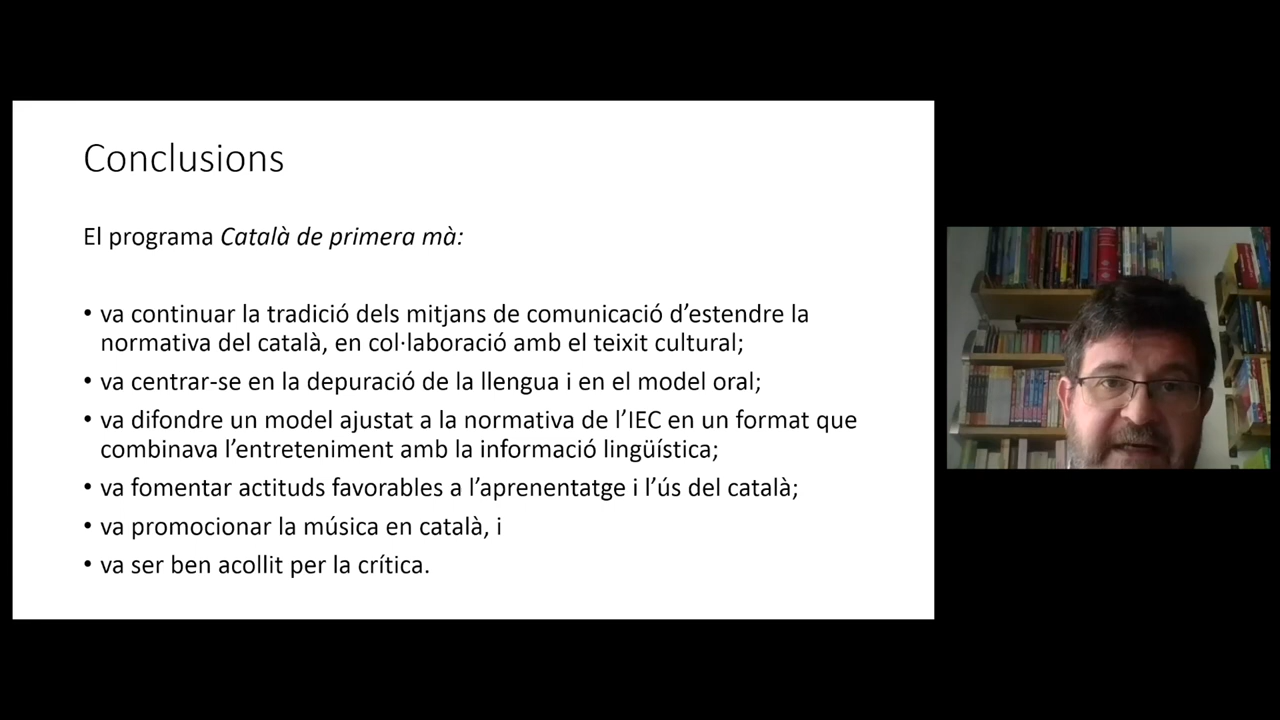 Conclusions
El programa Català de primera mà:
• va continuar la tradició dels mitjans de comunicació d’estendre la
normativa del català, en col·laboració amb el teixit cultural;
• va centrar-se en la depuració de la llengua i en el model oral;
• va difondre un model ajustat a la normativa de l’IEC en un format que
combinava l’entreteniment amb la informació lingüística;
• va fomentar actituds favorables a l’aprenentatge i l’ús del català;
• va promocionar la música en català, i
• va ser ben acollit per la crítica.